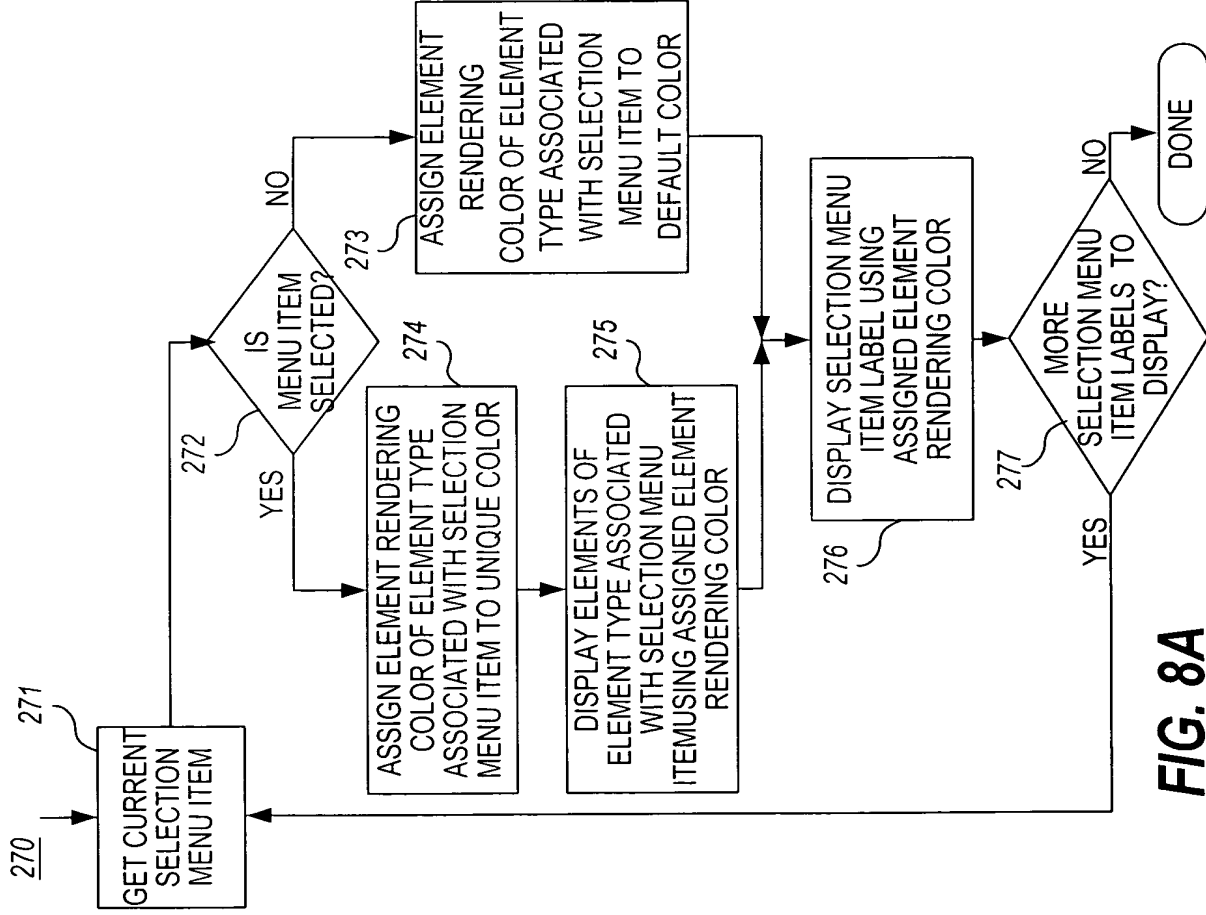 270
271
GET CURRENT
SELECTION
MENU ITEM
272
IS
MENU ITEM
SELECTED?
NO
YES
273
ASSIGN ELEMENT
RENDERING
COLOR OF ELEMENT
TYPE ASSOCIATED
WITH SELECTION
MENU ITEM TO
DEFAULT COLOR
274
ASSIGN ELEMENT RENDERING
COLOR OF ELEMENT TYPE
ASSOCIATED WITH SELECTION
MENU ITEM TO UNIQUE COLOR
275
DISPLAY ELEMENTS OF
ELEMENT TYPE ASSOCIATED
WITH SELECTION MENU
ITEMUSING ASSIGNED ELEMENT
RENDERING COLOR
276
DISPLAY SELECTION MENU
ITEM LABEL USING
ASSIGNED ELEMENT
RENDERING COLOR
277
MORE
SELECTION MENU
ITEM LABELS TO
DISPLAY?
YES
NO
DONE
FIG. 8A